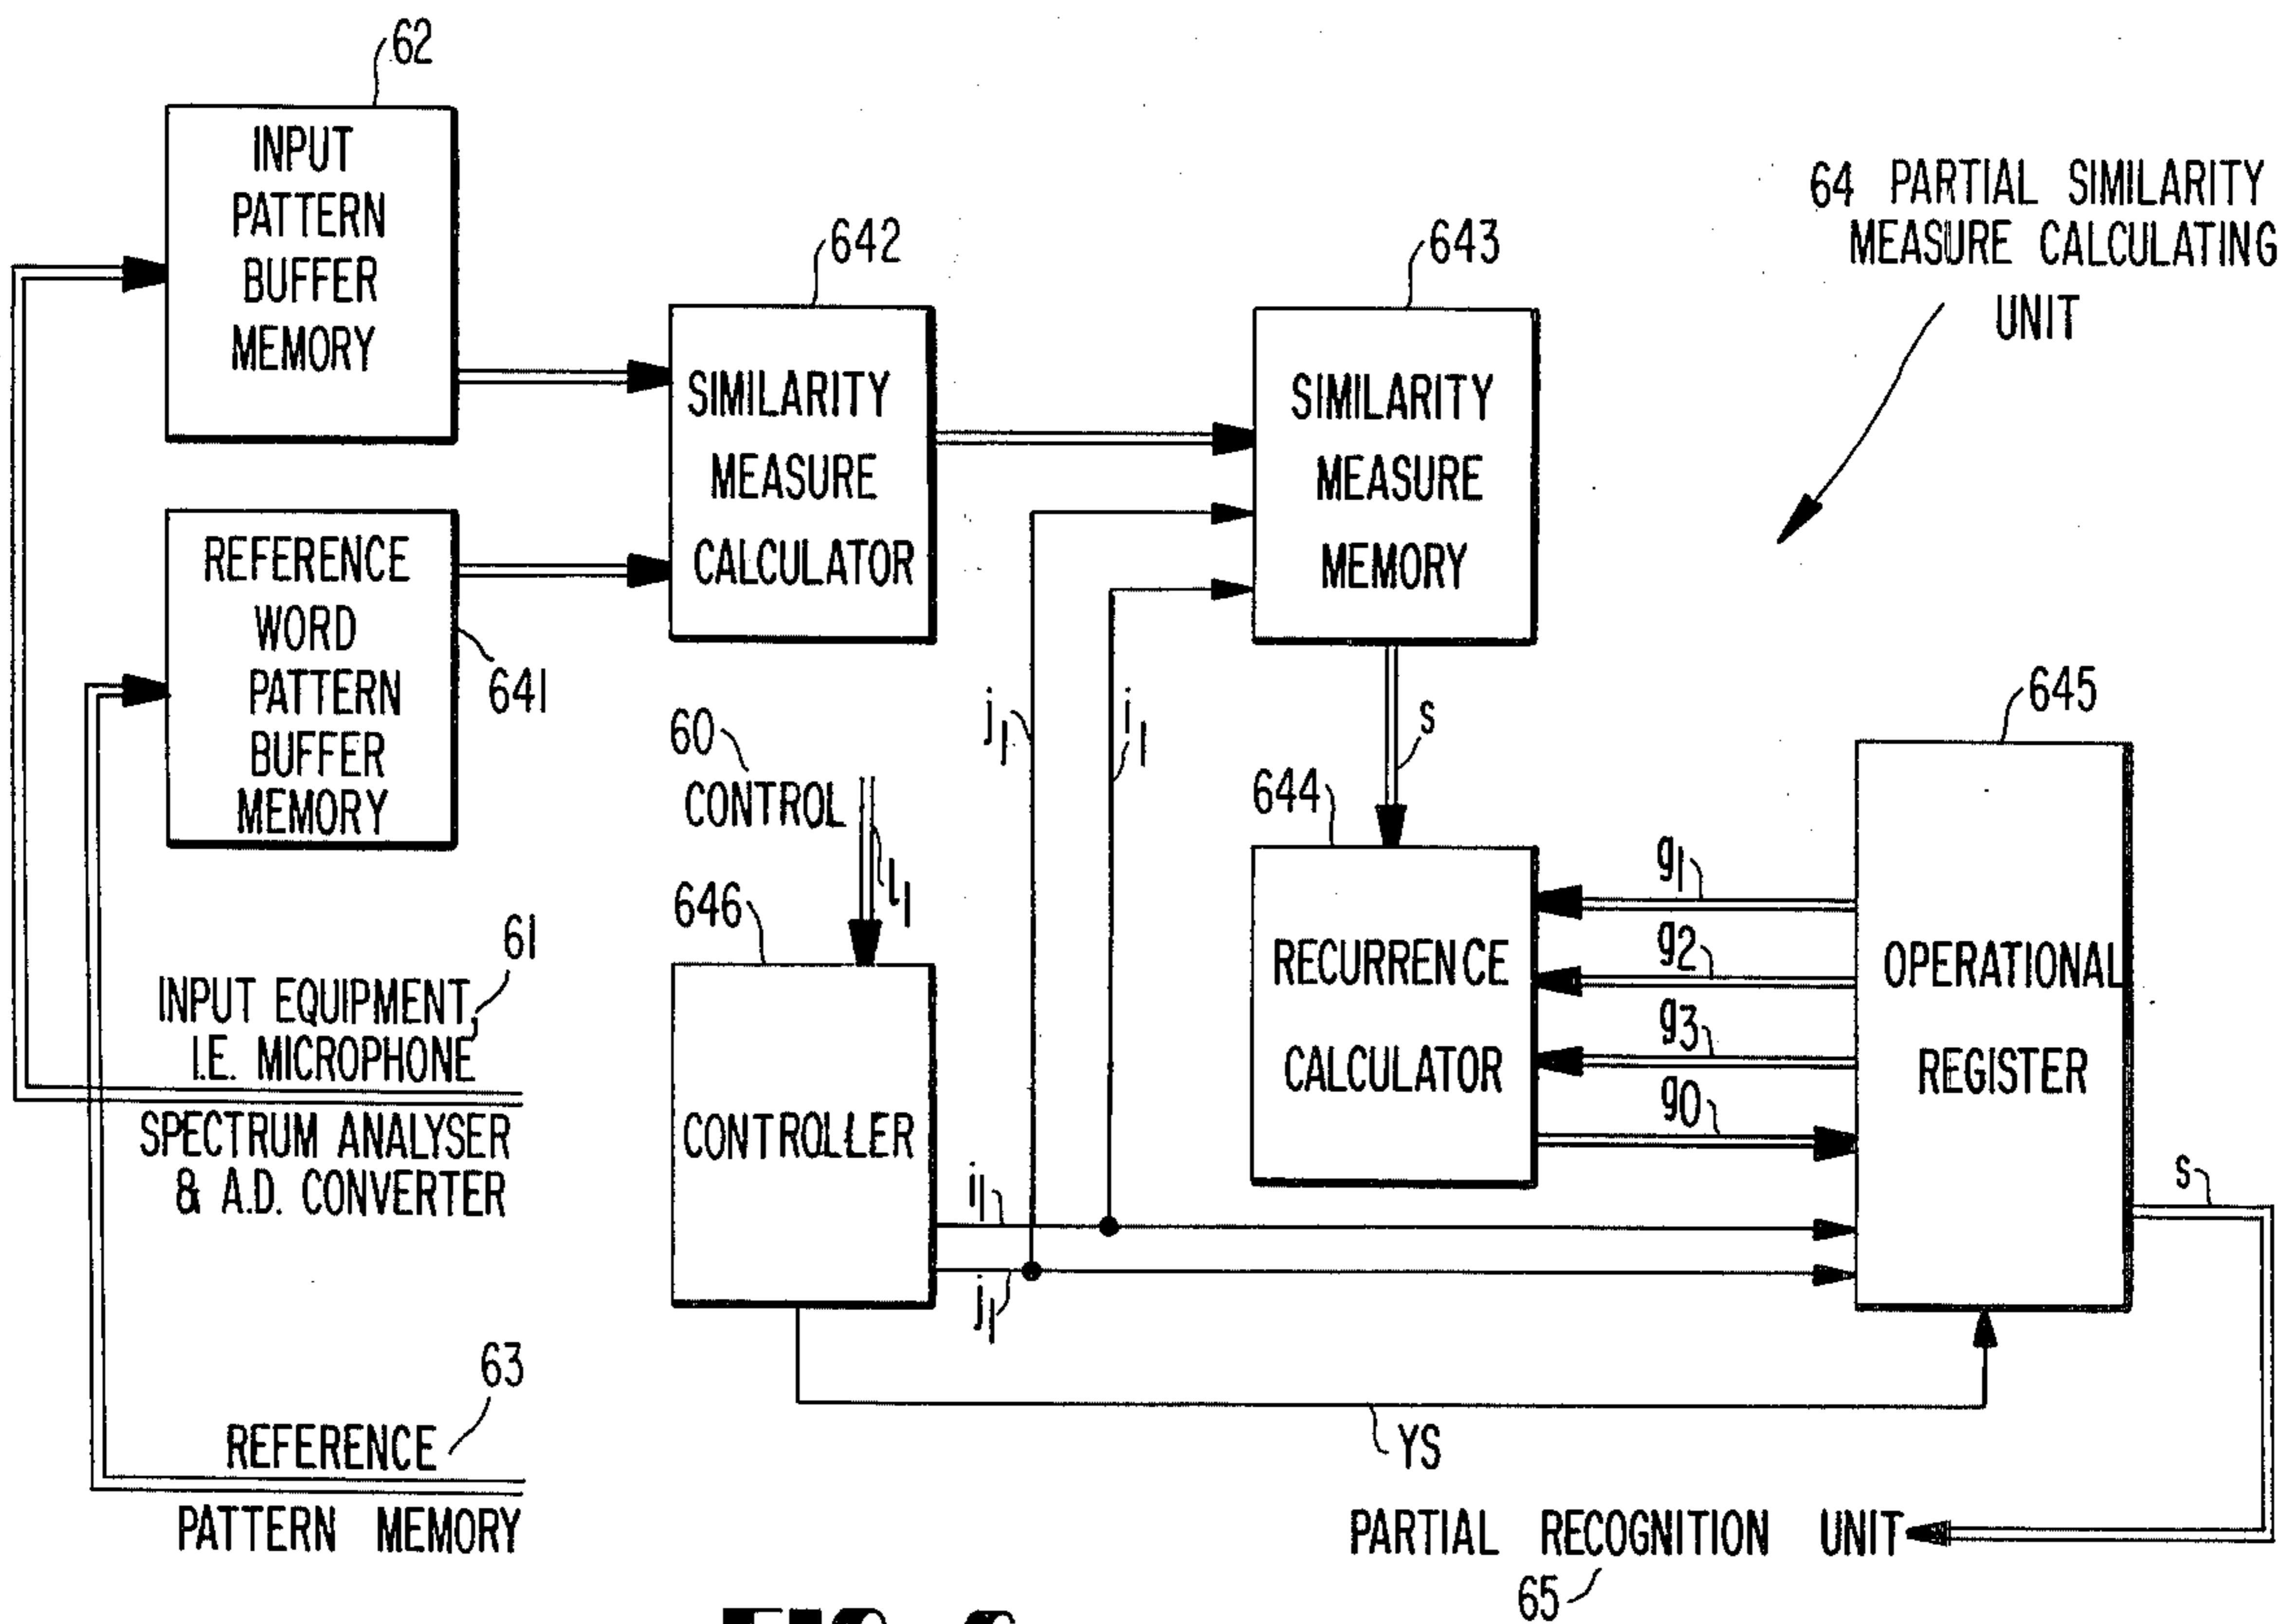 62
INPUT
PATTERN
BUFFER
MEMORY
642
643
64 PARTIAL SIMILARITY
MEASURE CALCULATING
UNIT
SIMILARITY
MEASURE
CALCULATOR
SIMILARITY
MEASURE
MEMORY
REFERENCE
WORD
PATTERN
BUFFER
MEMORY
641
60
CONTROL
l1
j1
i1
s
645
644
646
CONTROLLER
RECURRENCE
CALCULATOR
g1
g2
g3
g0
OPERATIONAL
REGISTER
61
INPUT EQUIPMENT,
I.E. MICROPHONE
SPECTRUM ANALYSER
& A.D. CONVERTER
i1
j1
s
63
REFERENCE
PATTERN MEMORY
YS
PARTIAL RECOGNITION UNIT
65